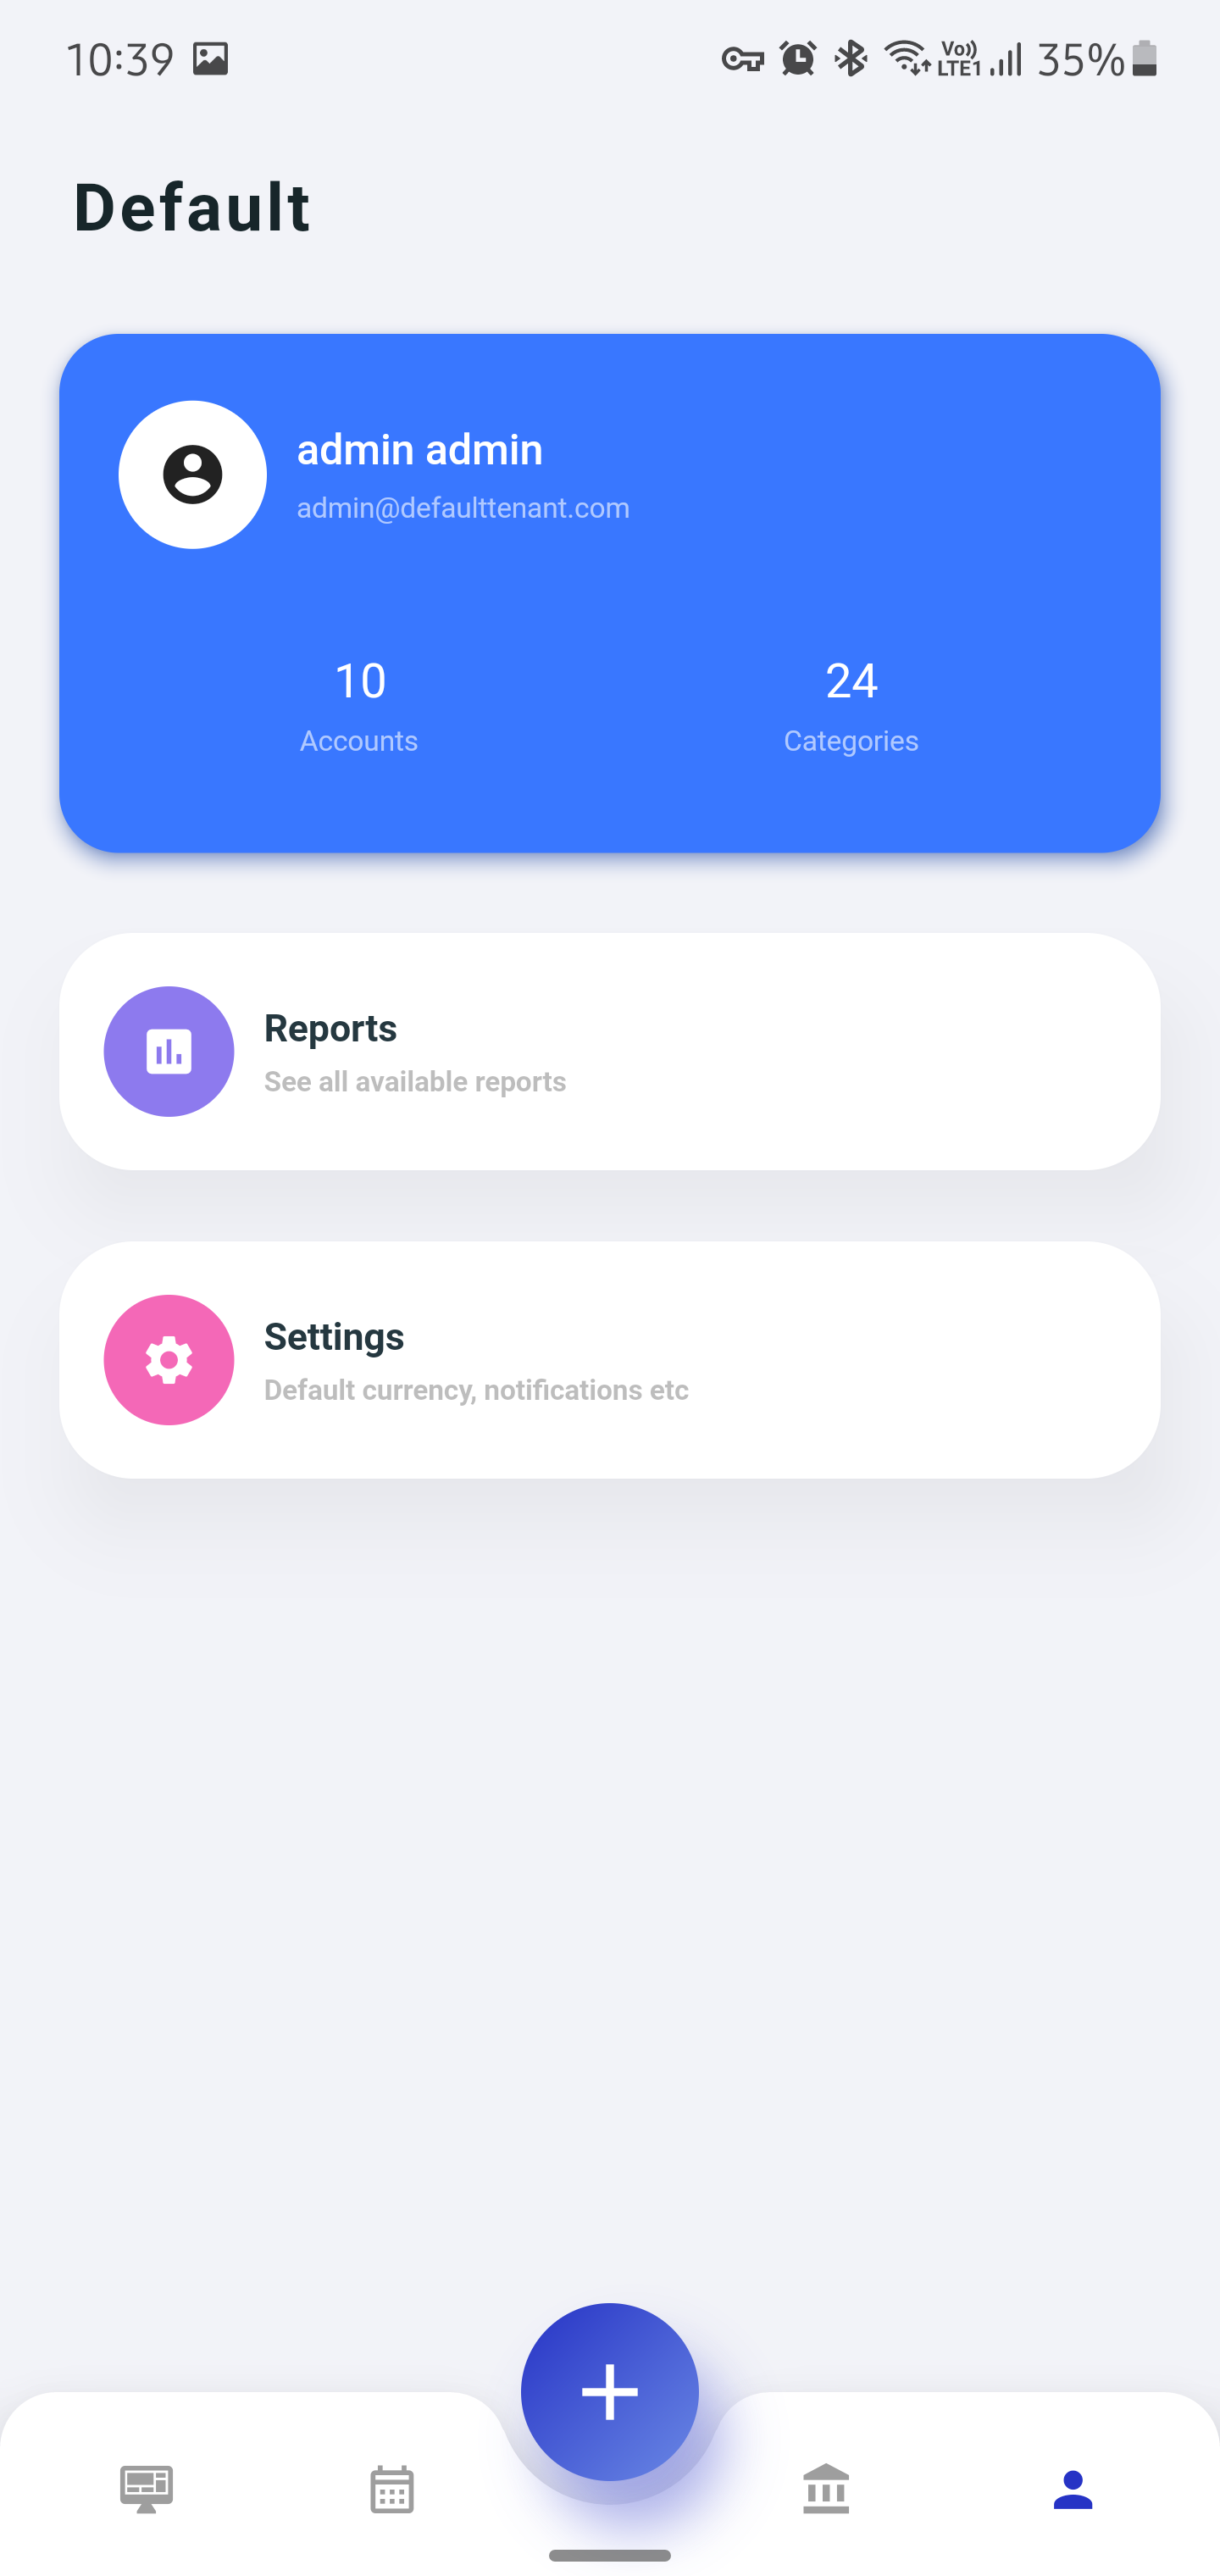 10:39 Vo)) LTE1 35%
Default
admin admin
admin@defaulttenant.com
10 24
Accounts Categories
Reports
See all available reports
Settings
Default currency, notifications etc